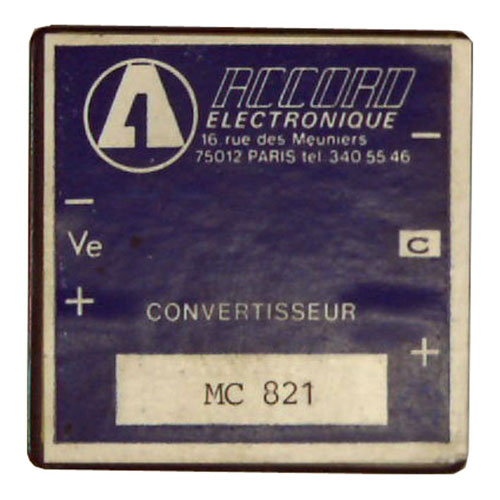 A ACCORD
ELECTRONIQUE
16, rue des Meuniers
75012 PARIS tel. 340 55 46
−
−
Ve
C
+
CONVERTISSEUR
+
MC 821